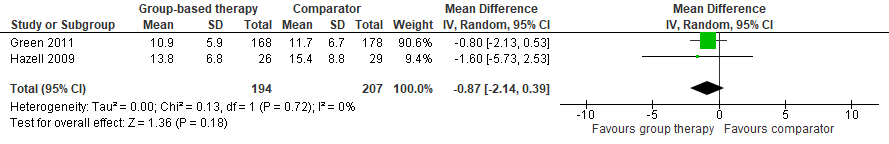 Group-based therapy Comparator Mean Difference Mean Difference
Study or Subgroup Mean SD Total Mean SD Total Weight IV, Random, 95% CI IV, Random, 95% CI
Green 2011 10.9 5.9 168 11.7 6.7 178 90.6% -0.80 [-2.13, 0.53]
Hazell 2009 13.8 6.8 26 15.4 8.8 29 9.4% -1.60 [-5.73, 2.53]
Total (95% CI) 194 207 100.0% -0.87 [-2.14, 0.39]
Heterogeneity: Tau² = 0.00; Chi² = 0.13, df = 1 (P = 0.72); I² = 0%
Test for overall effect: Z = 1.36 (P = 0.18)
-10 -5 0 5 10
Favours group therapy Favours comparator